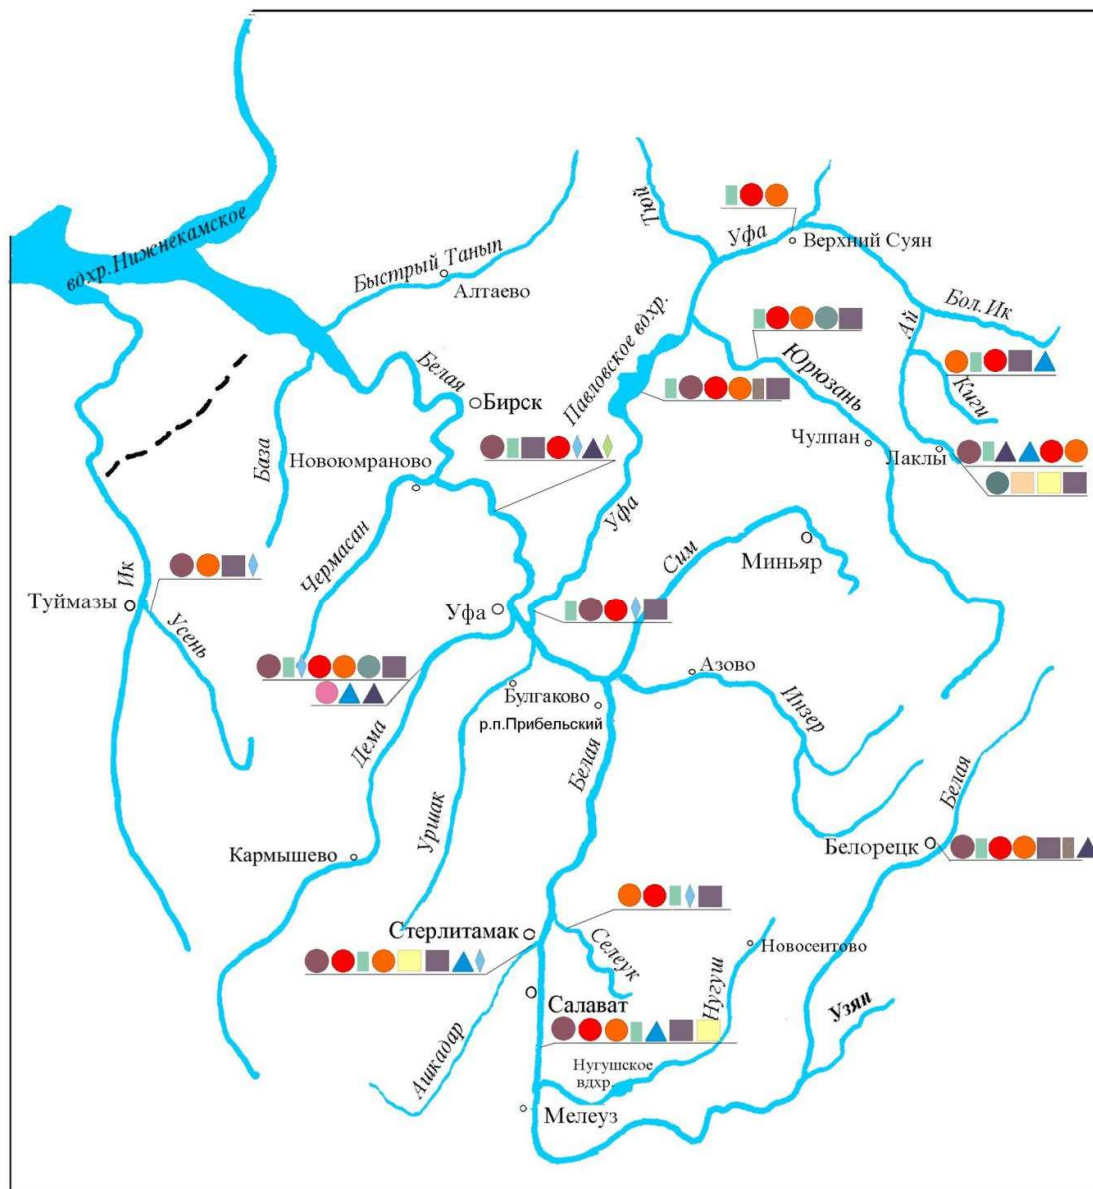 вдхр.Нижнекамское
Тюй
Уфа
Верхний Суян
Быстрый Танып
Алтаево
Бол.Ик
Ай
Павловское вдхр.
Белая
Бирск
Юрюзань
Киги
Чулпан
Лаклы
База
Новоюмраново
Уфа
Чермасан
Сим
Миньяр
Ик
Туймазы
Усень
Уфа
Азово
Булгаково
р.п.Прибельский
Инзер
Дема
Белая
Белая
Уршак
Кармышево
Белорецк
Стерлитамак
Селеук
Новосеитово
Нугуш
Салават
Узян
Ашкадар
Нугушское
вдхр.
Мелеуз